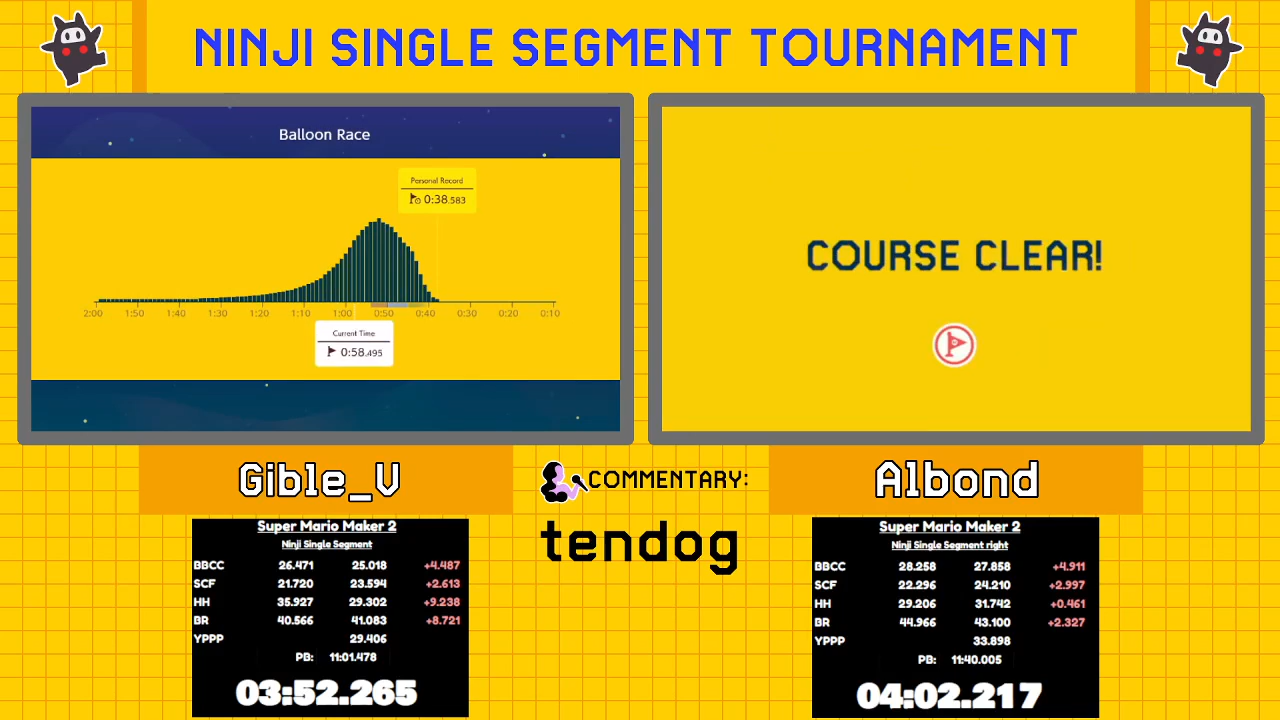 NINJI SINGLE SEGMENT TOURNAMENT
Balloon Race
Personal Record
0:38.583
2:00 1:50 1:40 1:30 1:20 1:10 1:00 0:50 0:40 0:30 0:20 0:10
Current Time
0:58.495
COURSE CLEAR!
Gible_V
COMMENTARY:
tendog
Albond
Super Mario Maker 2
Ninji Single Segment
BBCC 26.471 25.018 +4.487
SCF 21.720 23.594 +2.613
HH 35.927 29.302 +9.238
BR 40.566 41.083 +8.721
YPPP 29.406
PB: 11:01.478
03:52.265
Super Mario Maker 2
Ninji Single Segment right
BBCC 28.258 27.858 +4.911
SCF 22.296 24.210 +2.997
HH 29.206 31.742 +0.461
BR 44.966 43.100 +2.327
YPPP 33.898
PB: 11:40.005
04:02.217